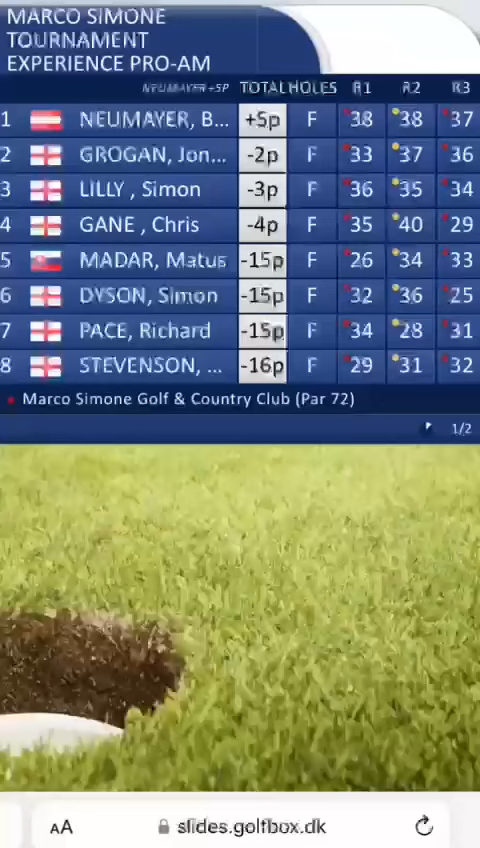 MARCO SIMONE
TOURNAMENT
EXPERIENCE PRO-AM
NEUMAYER +5P TOTAL HOLES R1 R2 R3
1 NEUMAYER, B... +5p F 38 38 37
2 GROGAN, Jon... -2p F 33 37 36
3 LILLY , Simon -3p F 36 35 34
4 GANE , Chris -4p F 35 40 29
5 MADAR, Matus -15p F 26 34 33
6 DYSON, Simon -15p F 32 36 25
7 PACE, Richard -15p F 34 28 31
8 STEVENSON, ... -16p F 29 31 32
Marco Simone Golf & Country Club (Par 72)
1/2
AA slides.golfbox.dk